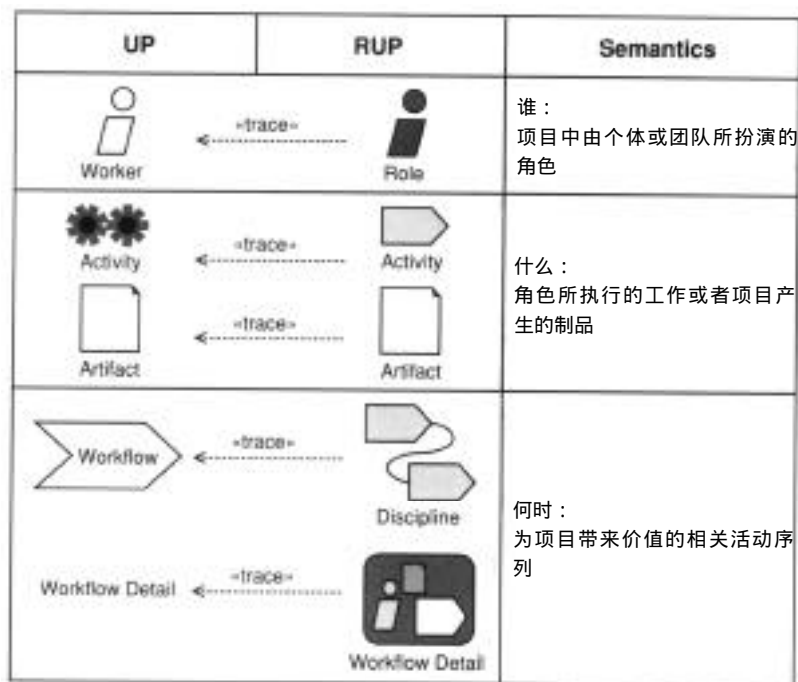 UP RUP Semantics
«trace»
Worker Role
谁：
项目中由个体或团队所扮演的
角色
«trace»
Activity Activity
«trace»
Artifact Artifact
什么：
角色所执行的工作或者项目产
生的制品
Workflow «trace»
Discipline
Workflow Detail «trace»
Workflow Detail
何时：
为项目带来价值的相关活动序
列